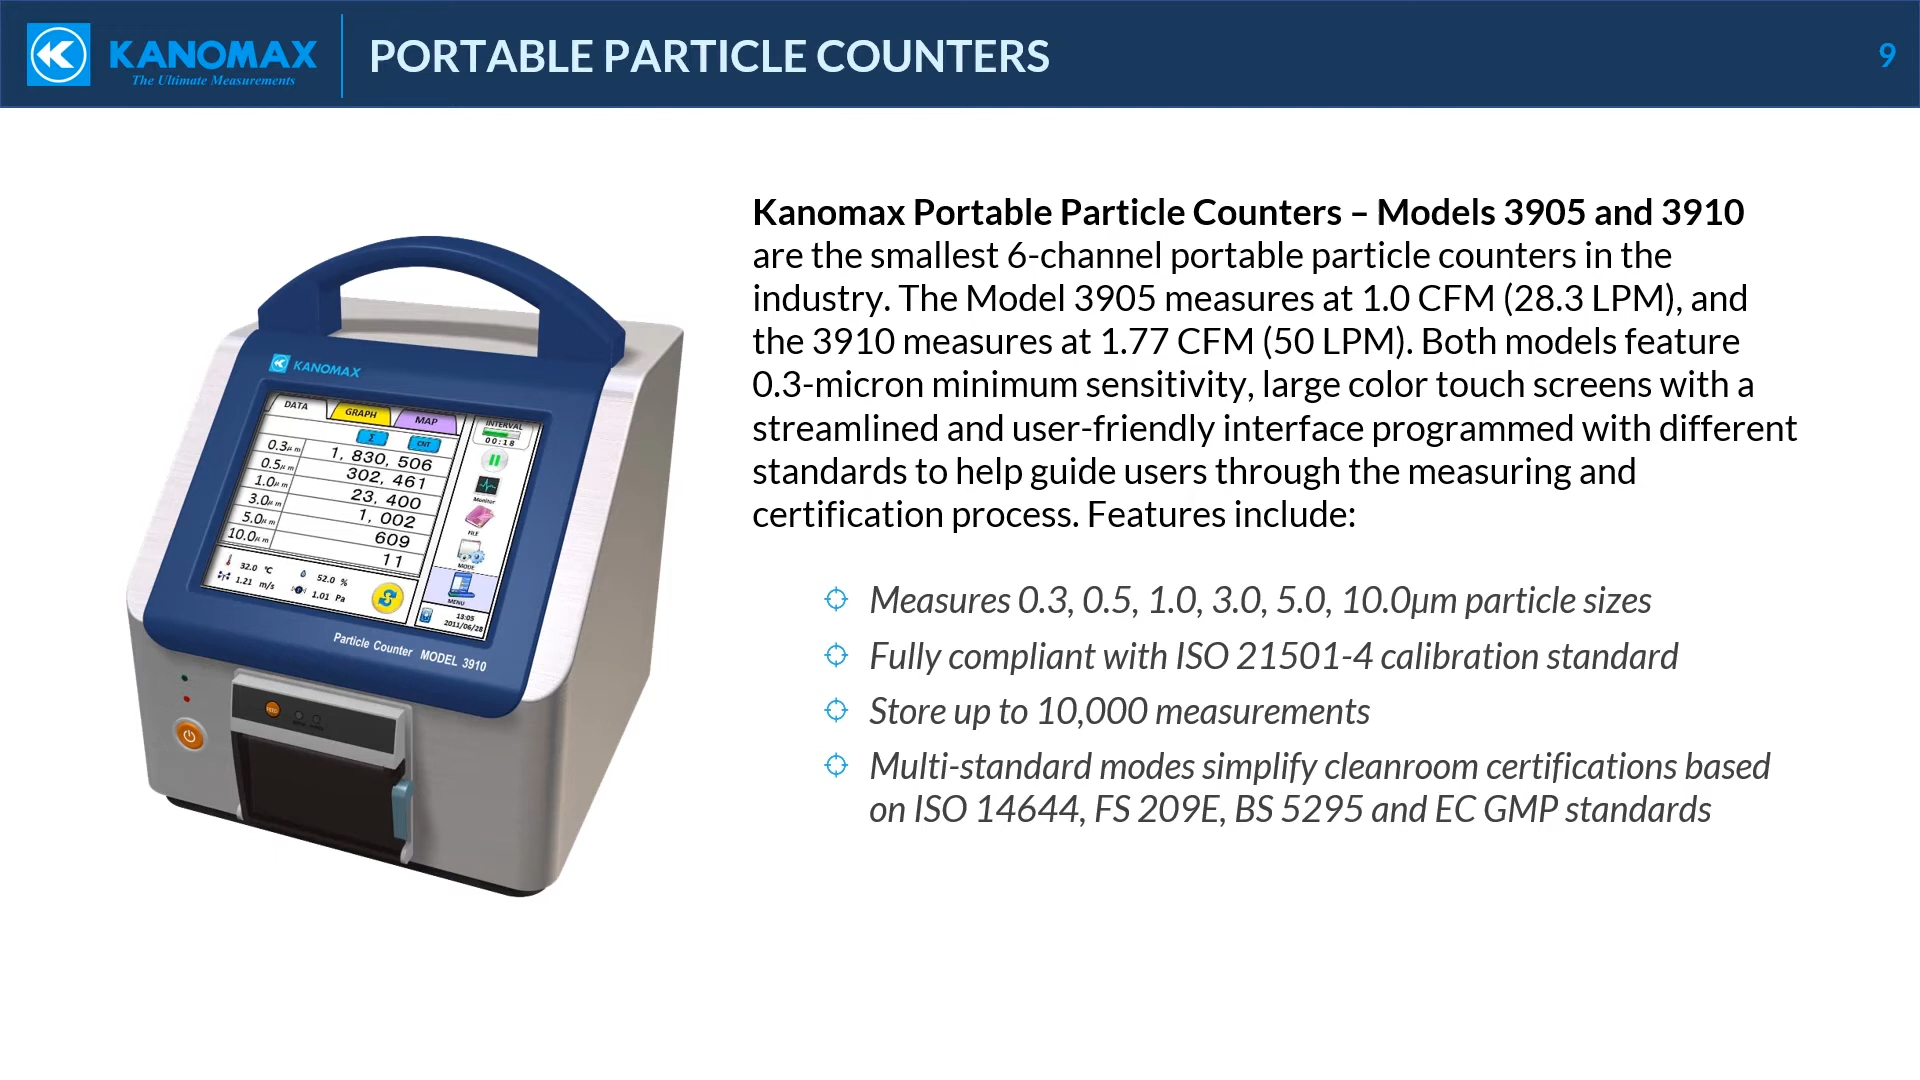 KANOMAX
The Ultimate Measurements
PORTABLE PARTICLE COUNTERS
9
Kanomax Portable Particle Counters – Models 3905 and 3910
are the smallest 6-channel portable particle counters in the
industry. The Model 3905 measures at 1.0 CFM (28.3 LPM), and
the 3910 measures at 1.77 CFM (50 LPM). Both models feature
0.3-micron minimum sensitivity, large color touch screens with a
streamlined and user-friendly interface programmed with different
standards to help guide users through the measuring and
certification process. Features include:
Measures 0.3, 0.5, 1.0, 3.0, 5.0, 10.0µm particle sizes
Fully compliant with ISO 21501-4 calibration standard
Store up to 10,000 measurements
Multi-standard modes simplify cleanroom certifications based
on ISO 14644, FS 209E, BS 5295 and EC GMP standards
KANOMAX
DATA GRAPH MAP
INTERVAL
00:18
Σ CNT
0.3µm 1, 830, 506
0.5µm 302, 461
1.0µm 23, 400
3.0µm 1, 002
5.0µm 609
10.0µm 11
Monitor
FILE
MODE
MENU
32.0 ℃ 52.0 %
1.21 m/s 1.01 Pa
13:05
2011/06/28
Particle Counter MODEL 3910